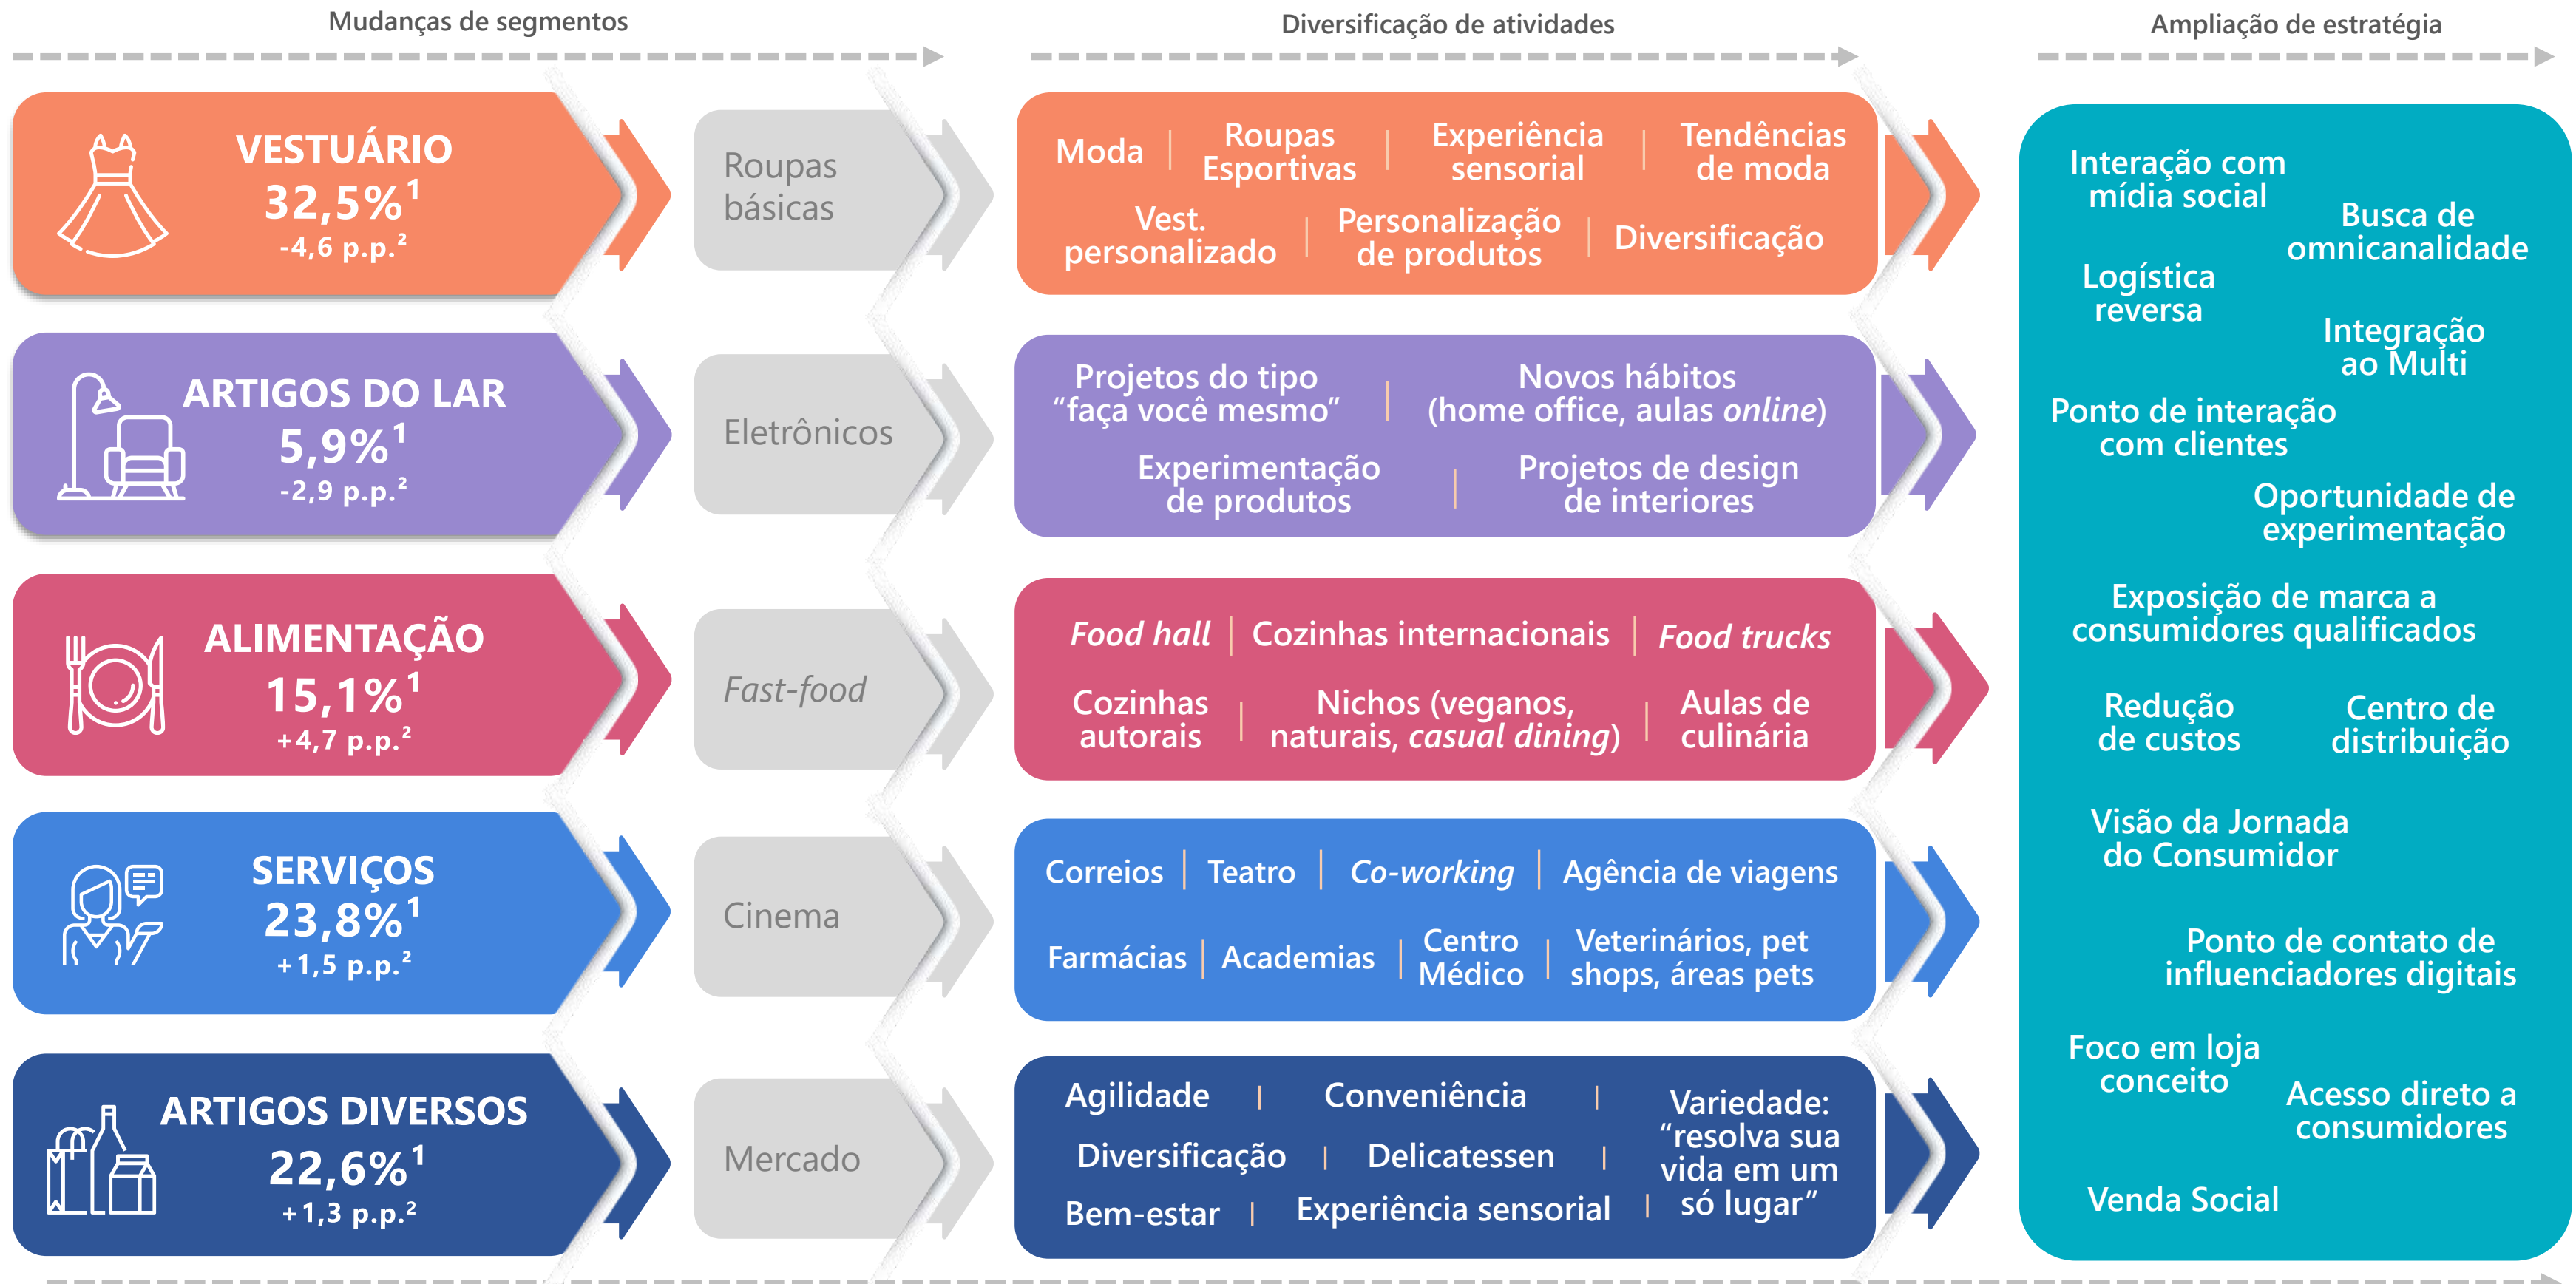 Mudanças de segmentos
Diversificação de atividades
Ampliação de estratégia
VESTUÁRIO
32,5%¹
-4,6 p.p.²
Roupas
básicas
Moda | Roupas
Esportivas | Experiência
sensorial | Tendências
de moda
Vest.
personalizado | Personalização
de produtos | Diversificação
ARTIGOS DO LAR
5,9%¹
-2,9 p.p.²
Eletrônicos
Projetos do tipo
“faça você mesmo” | Novos hábitos
(home office, aulas online)
Experimentação
de produtos | Projetos de design
de interiores
ALIMENTAÇÃO
15,1%¹
+4,7 p.p.²
Fast-food
Food hall | Cozinhas internacionais | Food trucks
Cozinhas
autorais | Nichos (veganos,
naturais, casual dining) | Aulas de
culinária
SERVIÇOS
23,8%¹
+1,5 p.p.²
Cinema
Correios | Teatro | Co-working | Agência de viagens
Farmácias | Academias | Centro
Médico | Veterinários, pet
shops, áreas pets
ARTIGOS DIVERSOS
22,6%¹
+1,3 p.p.²
Mercado
Agilidade | Conveniência |
Diversificação | Delicatessen |
Bem-estar | Experiência sensorial |
Variedade:
“resolva sua
vida em um
só lugar”
Interação com
mídia social
Busca de
omnicanalidade
Logística
reversa
Integração
ao Multi
Ponto de interação
com clientes
Oportunidade de
experimentação
Exposição de marca a
consumidores qualificados
Redução
de custos
Centro de
distribuição
Visão da Jornada
do Consumidor
Ponto de contato de
influenciadores digitais
Foco em loja
conceito
Acesso direto a
consumidores
Venda Social